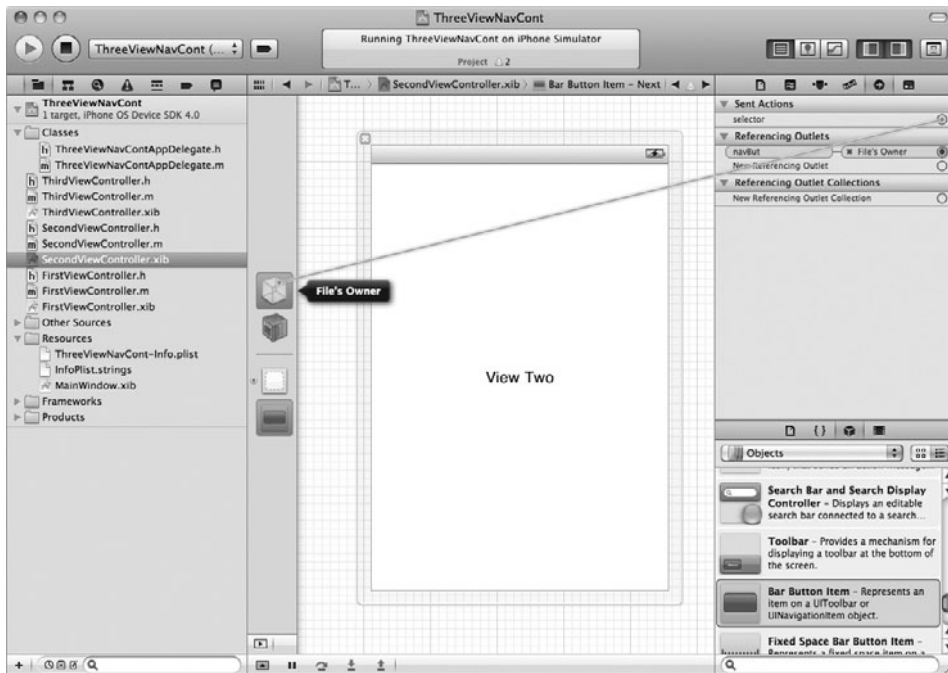 ThreeViewNavCont
ThreeViewNavCont (...
Running ThreeViewNavCont on iPhone Simulator
Project 2
T...
SecondViewController.xib
Bar Button Item – Next
ThreeViewNavCont
1 target, iPhone OS Device SDK 4.0
Classes
ThreeViewNavContAppDelegate.h
ThreeViewNavContAppDelegate.m
ThirdViewController.h
ThirdViewController.m
ThirdViewController.xib
SecondViewController.h
SecondViewController.m
SecondViewController.xib
FirstViewController.h
FirstViewController.m
FirstViewController.xib
Other Sources
Resources
ThreeViewNavCont-Info.plist
InfoPlist.strings
MainWindow.xib
Frameworks
Products
File's Owner
View Two
Sent Actions
selector
Referencing Outlets
navBut
File's Owner
New Referencing Outlet
Referencing Outlet Collections
New Referencing Outlet Collection
Objects
Search Bar and Search Display
Controller – Displays an editable
search bar connected to a search...
Toolbar – Provides a mechanism for
displaying a toolbar at the bottom of
the screen.
Bar Button Item – Represents an
item on a UIToolbar or
UINavigationItem object.
Fixed Space Bar Button Item –
Represents a fixed space item on a